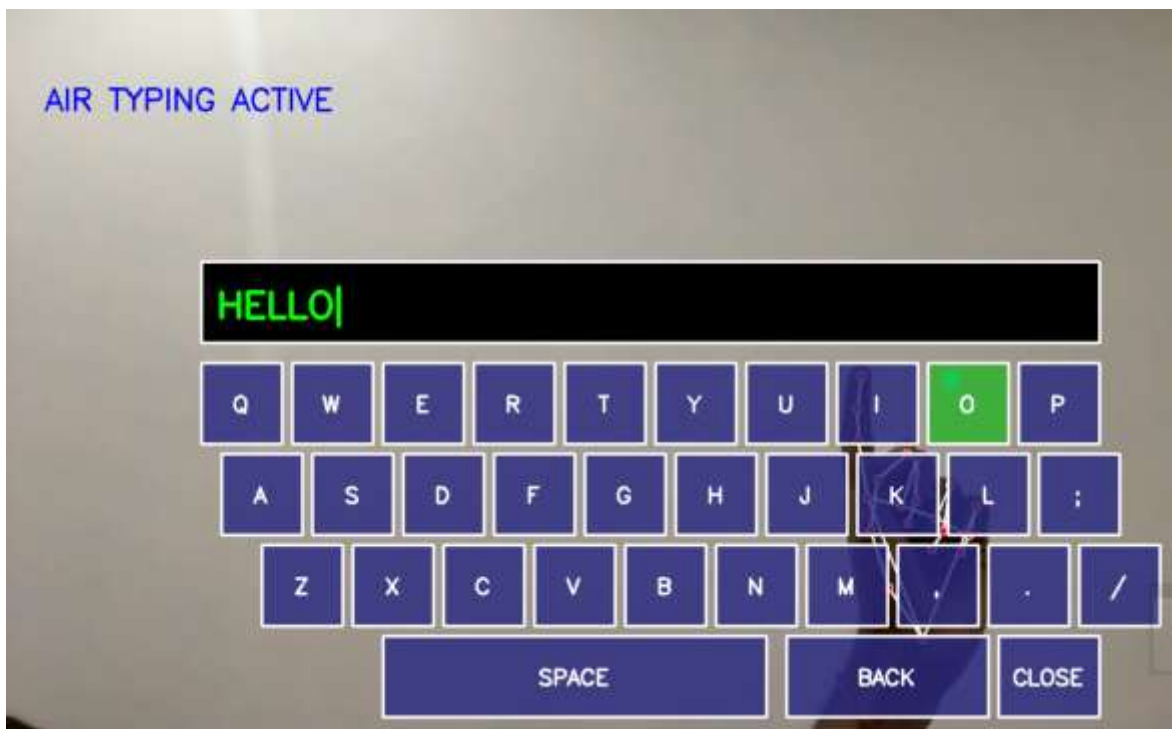 AIR TYPING ACTIVE
HELLO|
Q W E R T Y U I O P
A S D F G H J K L ;
Z X C V B N M , . /
SPACE BACK CLOSE